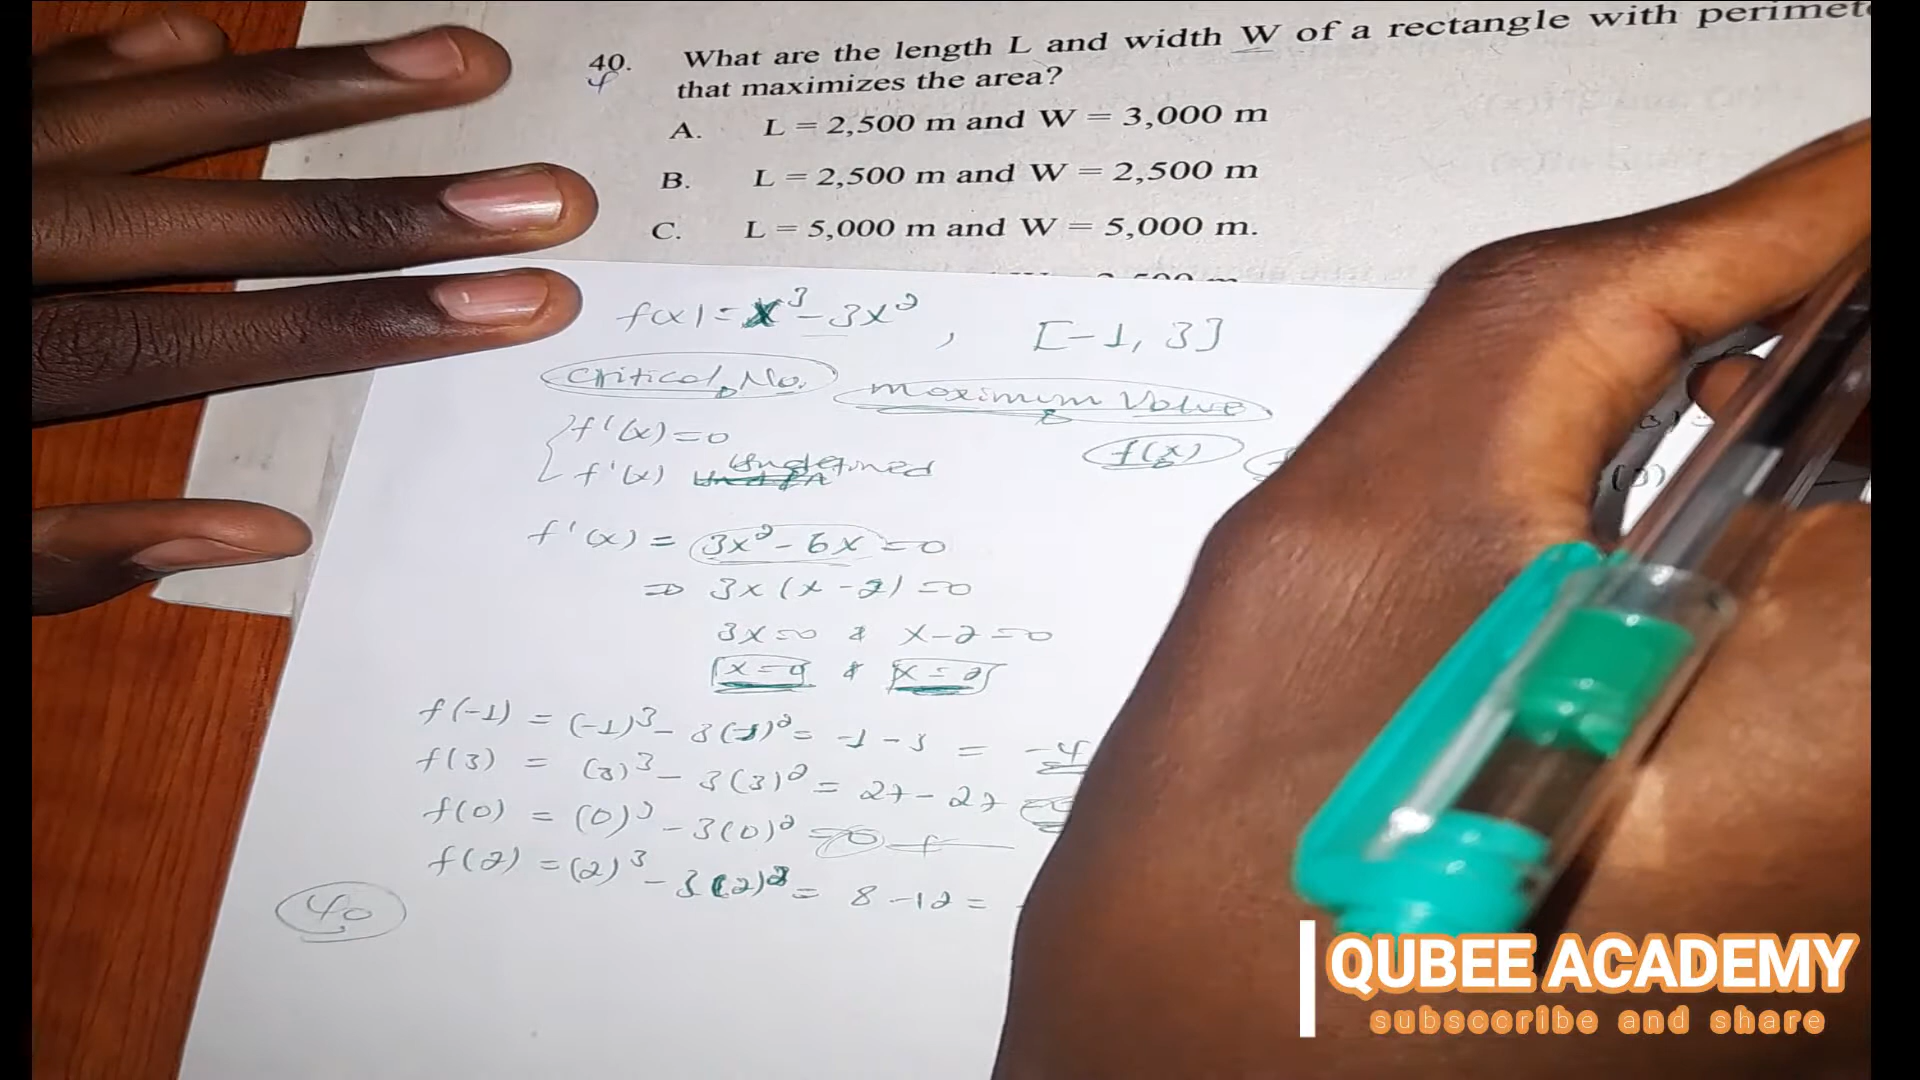 40. What are the length L and width W of a rectangle with
that maximizes the area?
A. L = 2,500 m and W = 3,000 m
B. L = 2,500 m and W = 2,500 m
C. L = 5,000 m and W = 5,000 m.
f(x) = x³ - 3x² , [-1, 3]
Critical No. maximum Value
f'(x) = 0 f(x)
f'(x) Undefined
f'(x) = 3x² - 6x = 0
⇒ 3x(x - 2) = 0
3x = 0 & x - 2 = 0
x = 0 & x = 2
f(-1) = (-1)³ - 3(-1)² = -1 - 3 = -4
f(3) = (3)³ - 3(3)² = 27 - 27
f(0) = (0)³ - 3(0)² = 0
f(2) = (2)³ - 3(2)² = 8 - 12 =
40
QUBEE ACADEMY
subsccribe and share